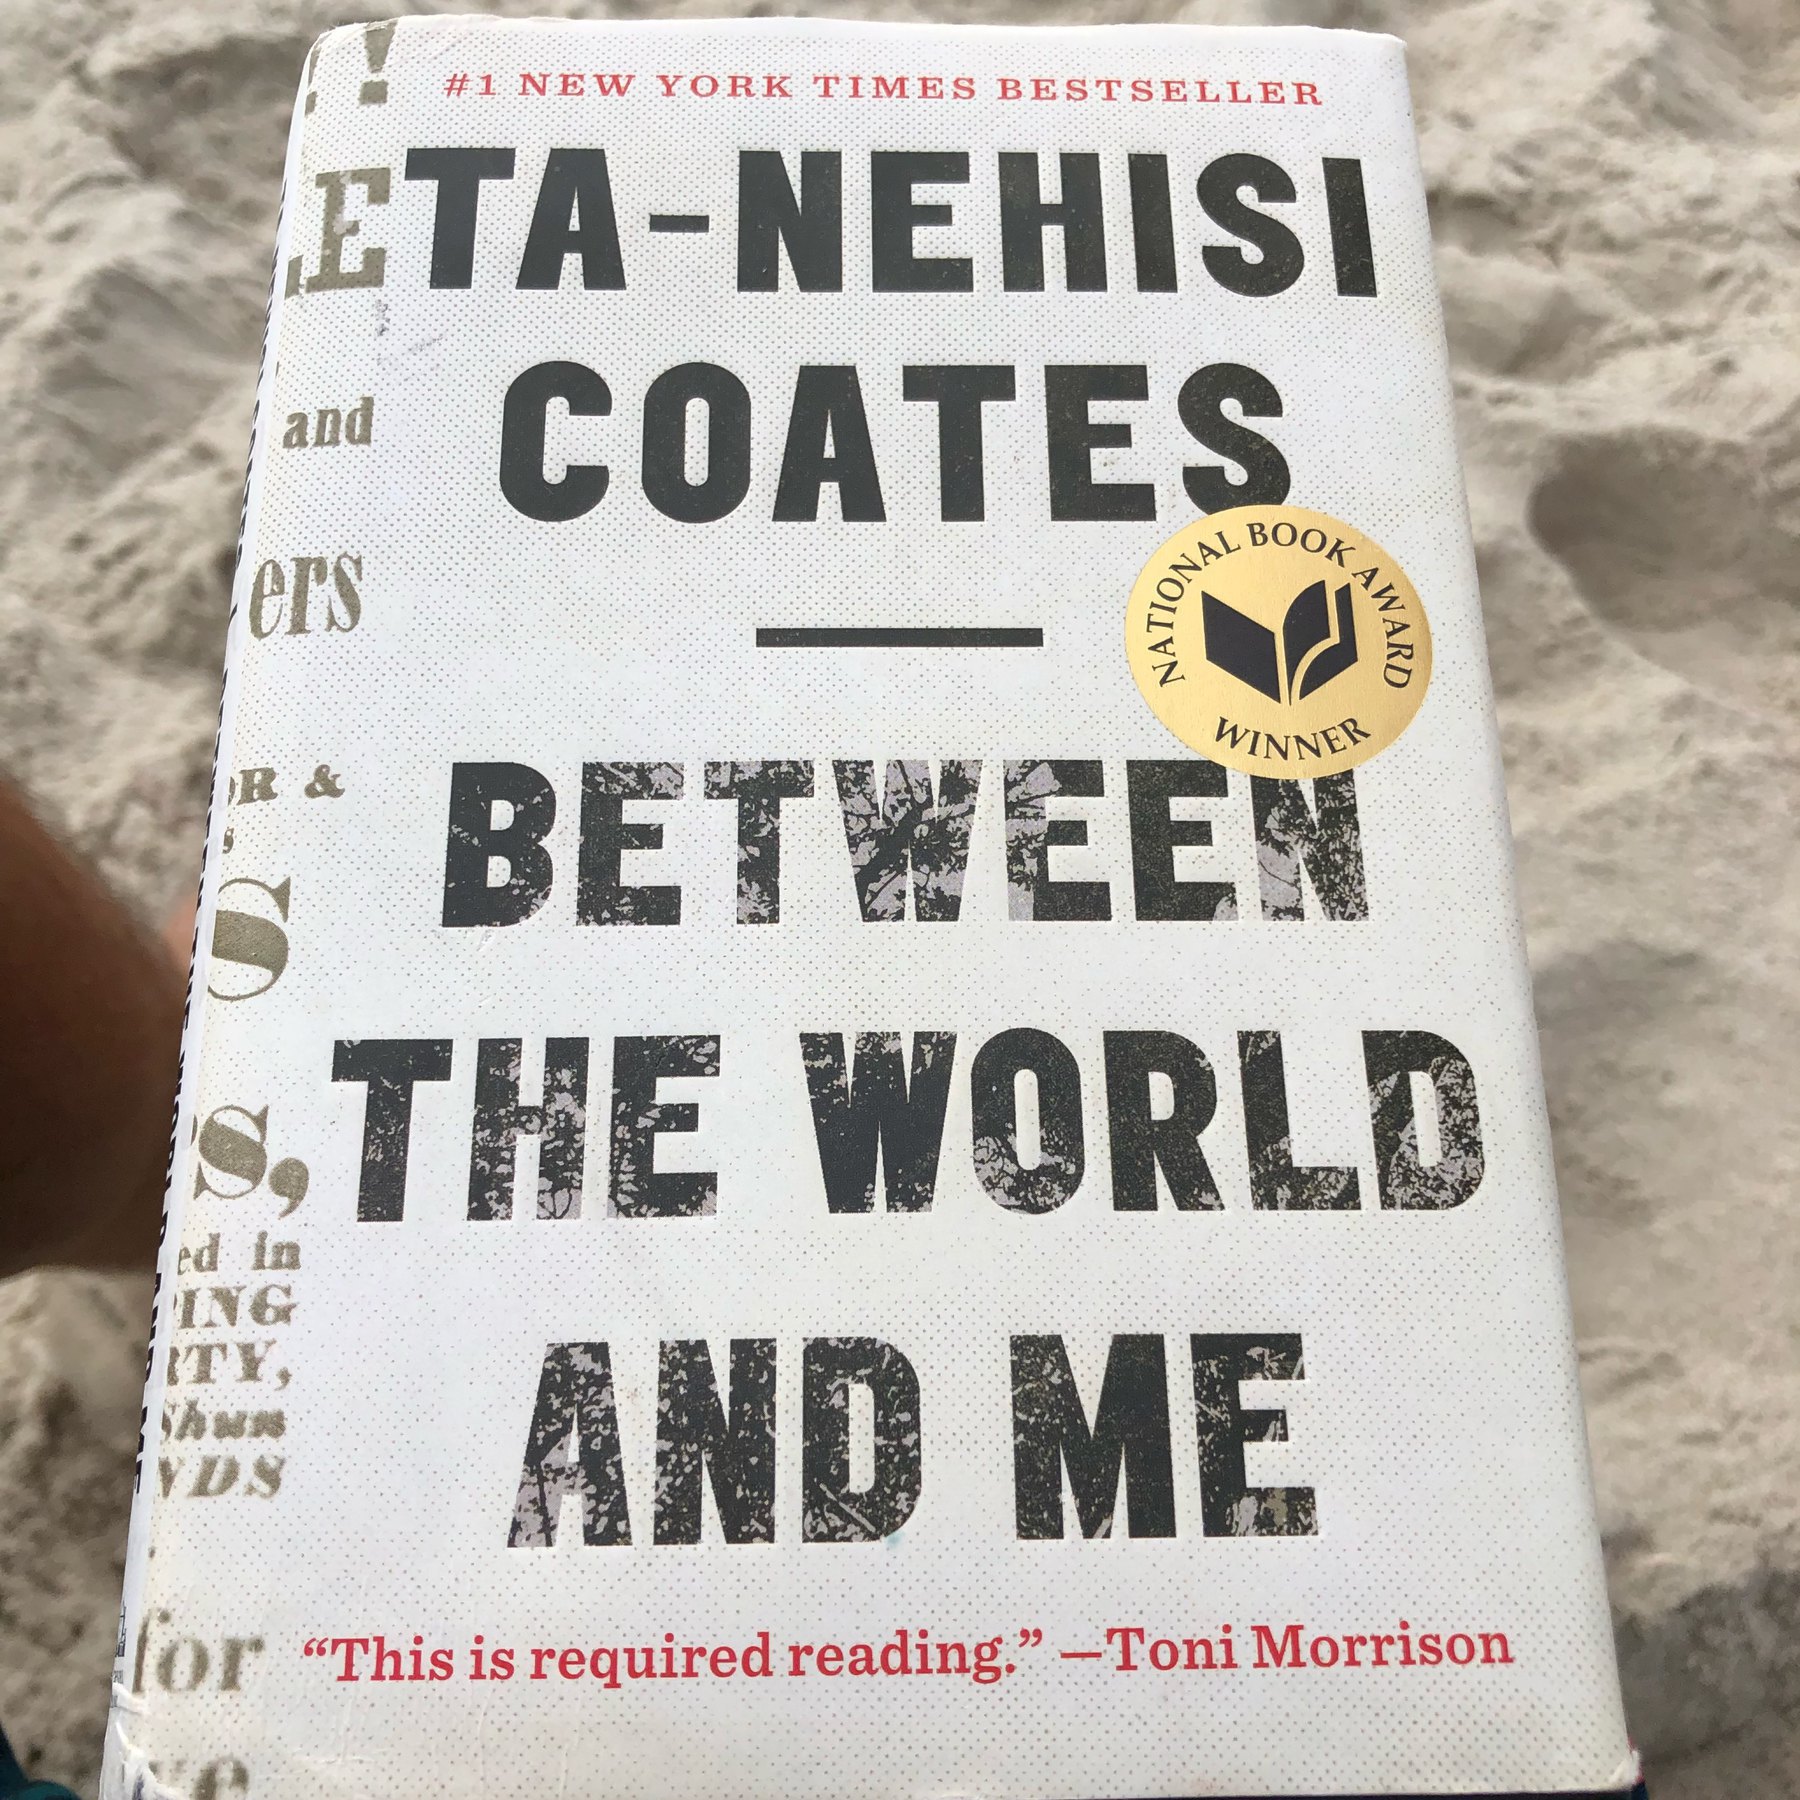 #1 NEW YORK TIMES BESTSELLER
TA-NEHISI
COATES
NATIONAL BOOK AWARD
WINNER
BETWEEN
THE WORLD
AND ME
“This is required reading.” —Toni Morrison
and
&
in
for